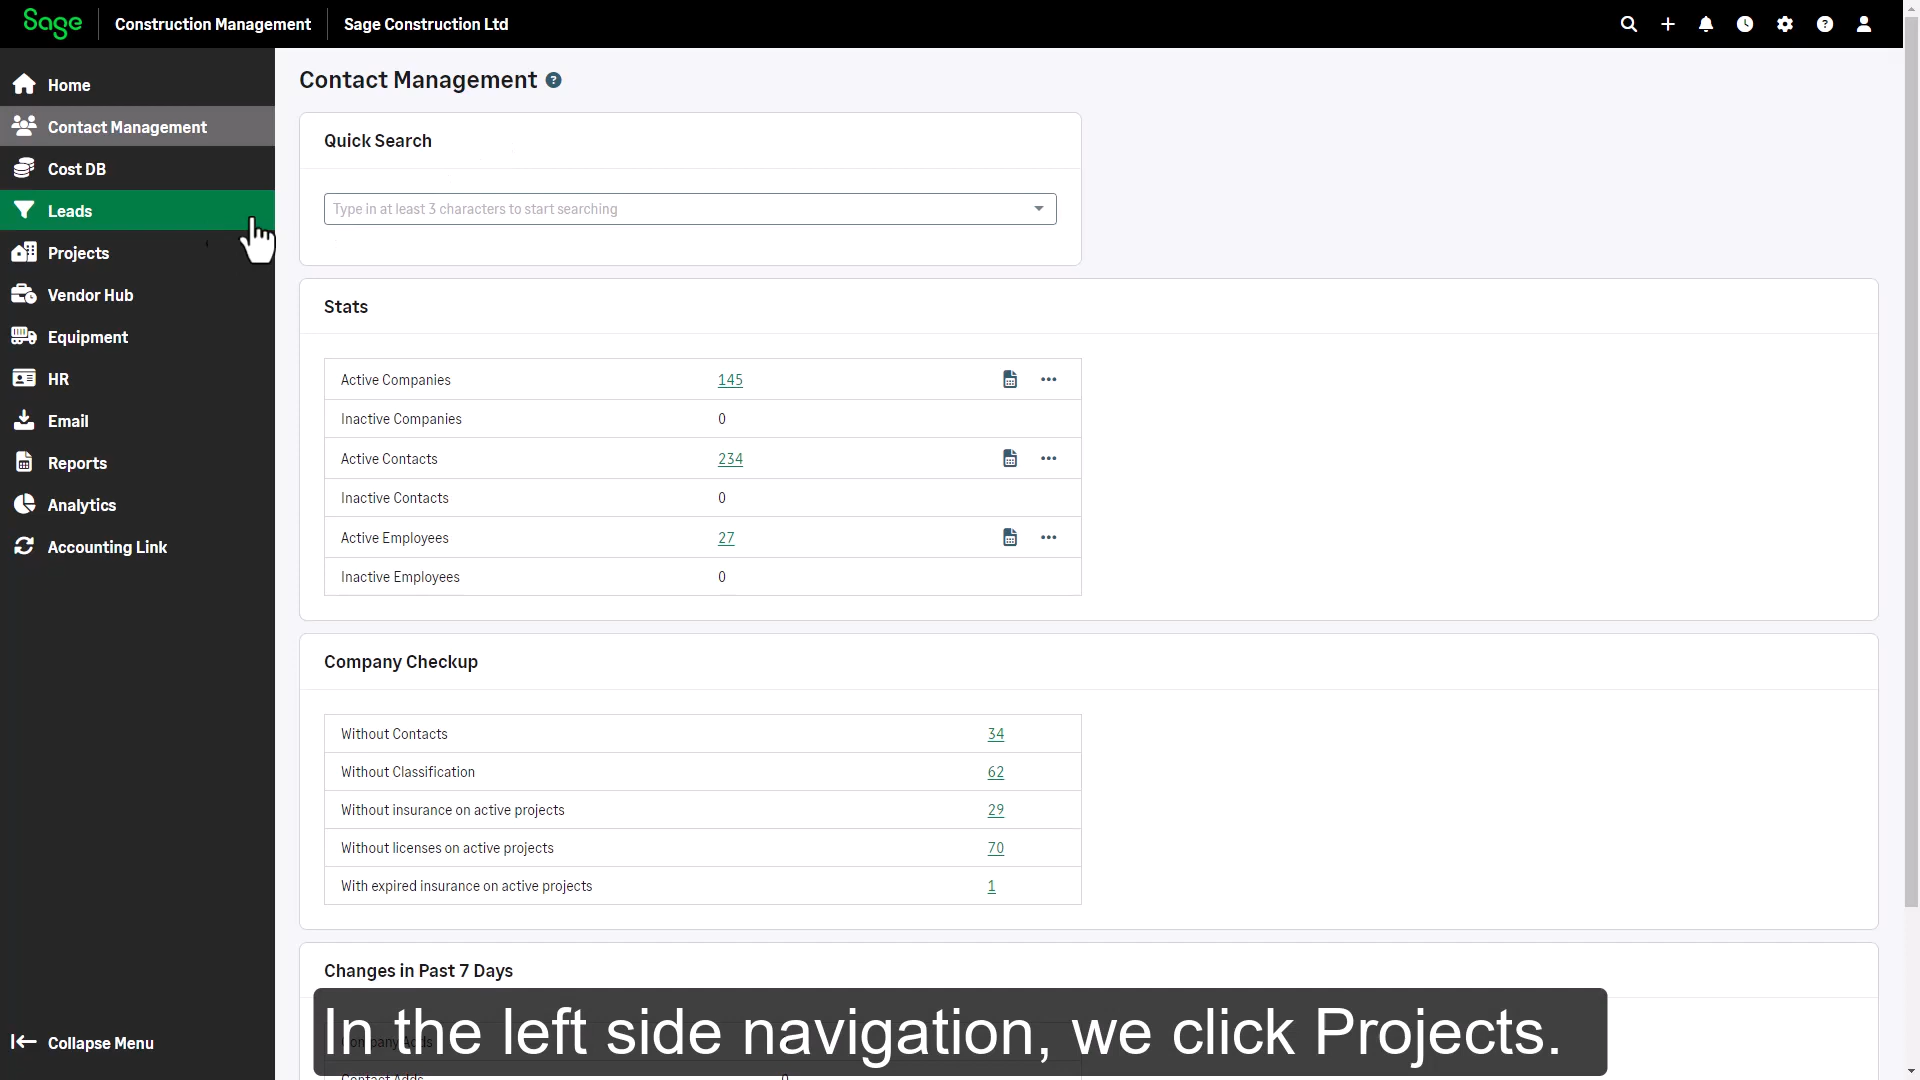 Sage Construction Management Sage Construction Ltd
Home
Contact Management
Cost DB
Leads
Projects
Vendor Hub
Equipment
HR
Email
Reports
Analytics
Accounting Link
Collapse Menu
Contact Management ?
Quick Search
Type in at least 3 characters to start searching
Stats
Active Companies 145
Inactive Companies 0
Active Contacts 234
Inactive Contacts 0
Active Employees 27
Inactive Employees 0
Company Checkup
Without Contacts 34
Without Classification 62
Without insurance on active projects 29
Without licenses on active projects 70
With expired insurance on active projects 1
Changes in Past 7 Days
Company Adds
In the left side navigation, we click Projects.
Contact Adds 0